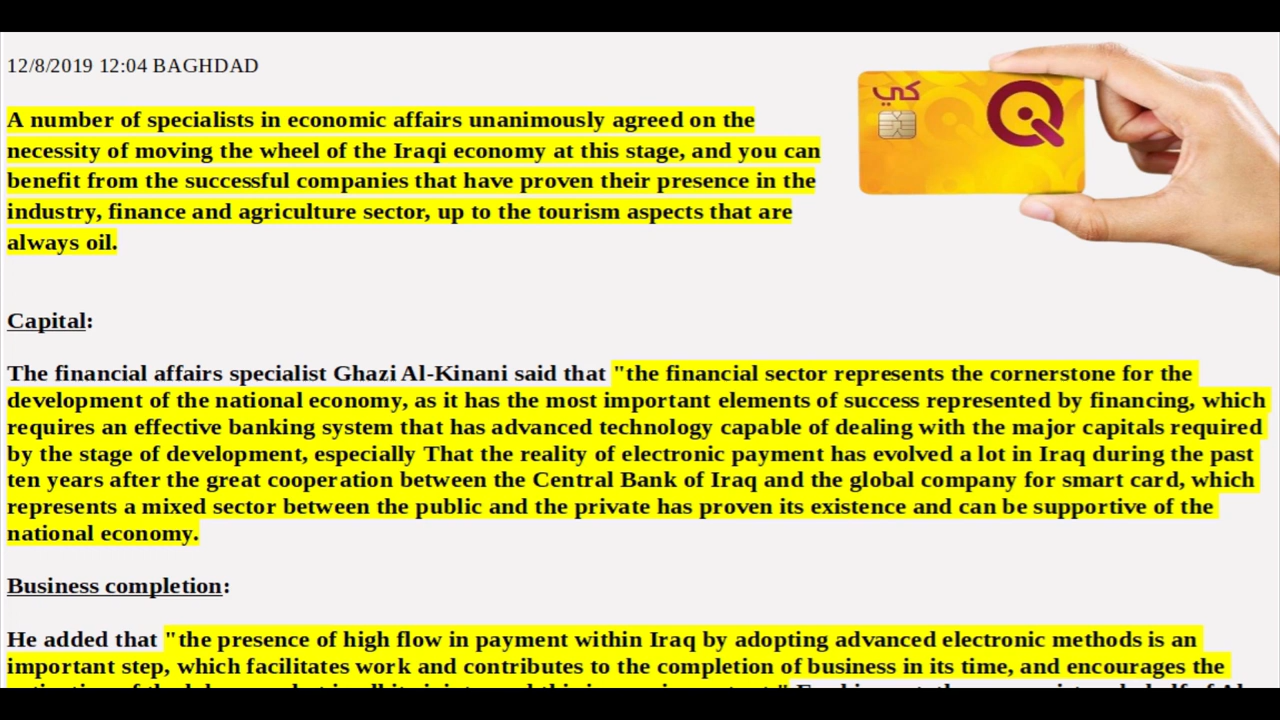 12/8/2019 12:04 BAGHDAD
كي
Q
A number of specialists in economic affairs unanimously agreed on the
necessity of moving the wheel of the Iraqi economy at this stage, and you can
benefit from the successful companies that have proven their presence in the
industry, finance and agriculture sector, up to the tourism aspects that are
always oil.
Capital:
The financial affairs specialist Ghazi Al-Kinani said that "the financial sector represents the cornerstone for the
development of the national economy, as it has the most important elements of success represented by financing, which
requires an effective banking system that has advanced technology capable of dealing with the major capitals required
by the stage of development, especially That the reality of electronic payment has evolved a lot in Iraq during the past
ten years after the great cooperation between the Central Bank of Iraq and the global company for smart card, which
represents a mixed sector between the public and the private has proven its existence and can be supportive of the
national economy.
Business completion:
He added that "the presence of high flow in payment within Iraq by adopting advanced electronic methods is an
important step, which facilitates work and contributes to the completion of business in its time, and encourages the